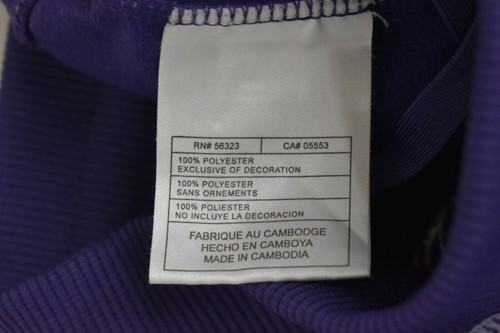 RN# 56323 CA# 05553
100% POLYESTER
EXCLUSIVE OF DECORATION
100% POLYESTER
SANS ORNEMENTS
100% POLIESTER
NO INCLUYE LA DECORACIÓN
FABRIQUE AU CAMBODGE
HECHO EN CAMBOYA
MADE IN CAMBODIA